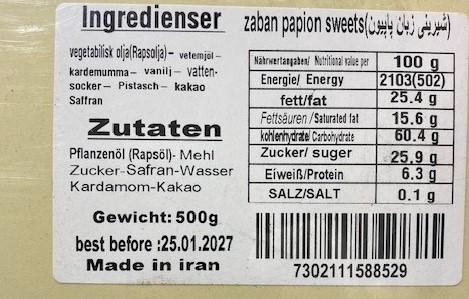 Ingredienser
zaban papion sweets(شیرینی زبان پاپیون)
vegetabilisk olja(Rapsolja)- vetemjöl-
kardemumma- vanilj- vatten-
socker- Pistasch- kakao
Saffran
Zutaten
Pflanzenöl (Rapsöl)- Mehl
Zucker-Safran-Wasser
Kardamom-Kakao
Gewicht: 500g
best before :25.01.2027
Made in iran
Nährwertangaben/ Nutritional value per 100 g
Energie/ Energy 2103(502)
fett/fat 25.4 g
Fettsäuren /Saturated fat 15.6 g
kohlenhydrate/ Carbohydrate 60.4 g
Zucker/ suger 25.9 g
Eiweiß/Protein 6.3 g
SALZ/SALT 0.1 g
7302111588529